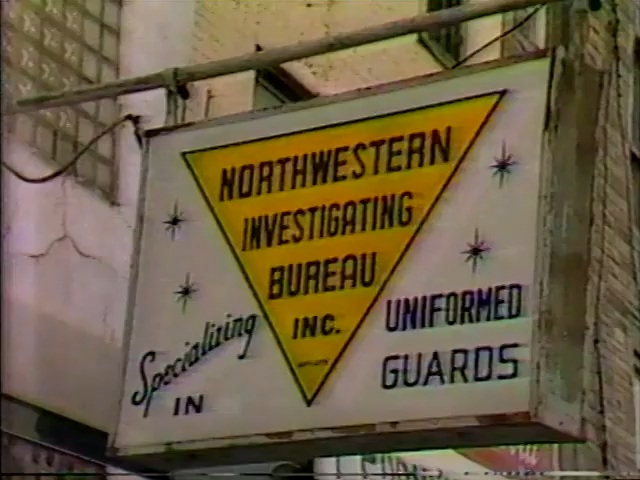 NORTHWESTERN
INVESTIGATING
BUREAU
INC.
Specializing
IN
UNIFORMED
GUARDS